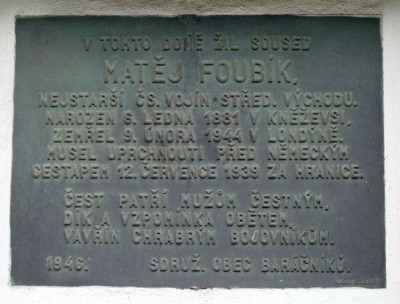 V TOMTO DOMĚ ŽIL SOUSED
MATĚJ FOUBÍK,
NEJSTARŠÍ ČS. VOJÍN STŘED. VÝCHODU.
NAROZEN 6. LEDNA 1881 V KNĚŽEVSI,
ZEMŘEL 9. ÚNORA 1944 V LONDÝNĚ.
MUSEL UPRCHNOUTI PŘED NĚMECKÝM
GESTAPEM 12. ČERVENCE 1939 ZA HRANICE.
ČEST PATŘÍ MUŽŮM ČESTNÝM,
DÍK A VZPOMÍNKA OBĚTEM,
VAVŘÍN CHRABRÝM BOJOVNÍKŮM.
1946. SDRUŽ. OBEC BARÁČNÍKŮ.